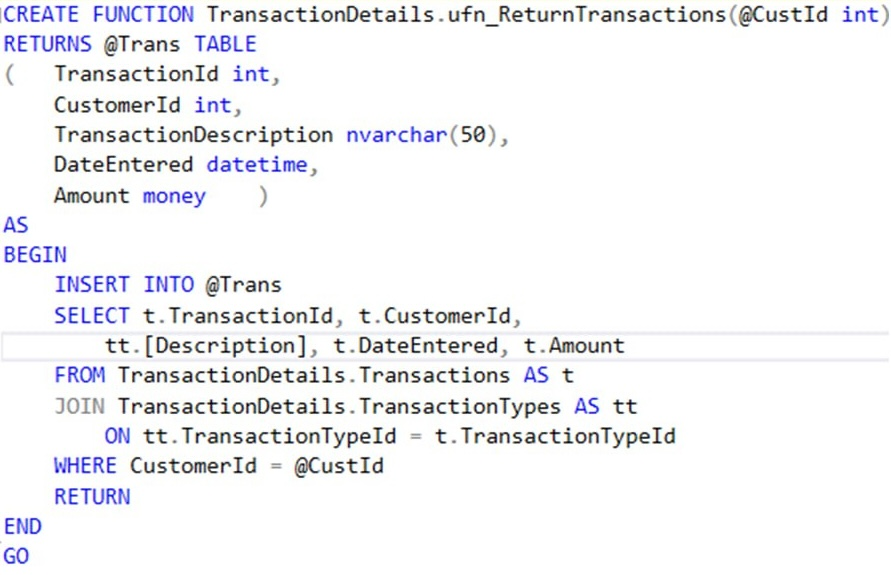 CREATE FUNCTION TransactionDetails.ufn_ReturnTransactions(@CustId int)
RETURNS @Trans TABLE
(   TransactionId int,
    CustomerId int,
    TransactionDescription nvarchar(50),
    DateEntered datetime,
    Amount money    )
AS
BEGIN
    INSERT INTO @Trans
    SELECT t.TransactionId, t.CustomerId,
        tt.[Description], t.DateEntered, t.Amount
    FROM TransactionDetails.Transactions AS t
    JOIN TransactionDetails.TransactionTypes AS tt
        ON tt.TransactionTypeId = t.TransactionTypeId
    WHERE CustomerId = @CustId
    RETURN
END
GO